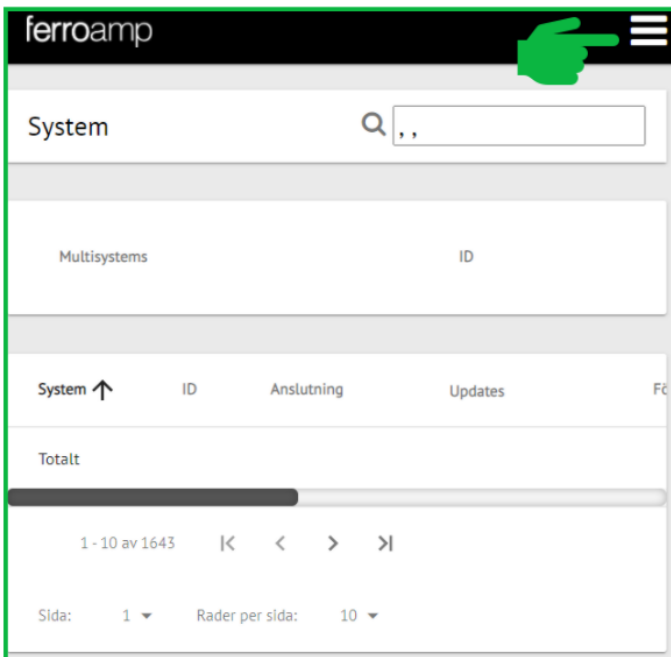 ferroamp
System , ,
Multisystems ID
System ID Anslutning Updates
Totalt
1 - 10 av 1643
Sida: 1 Rader per sida: 10